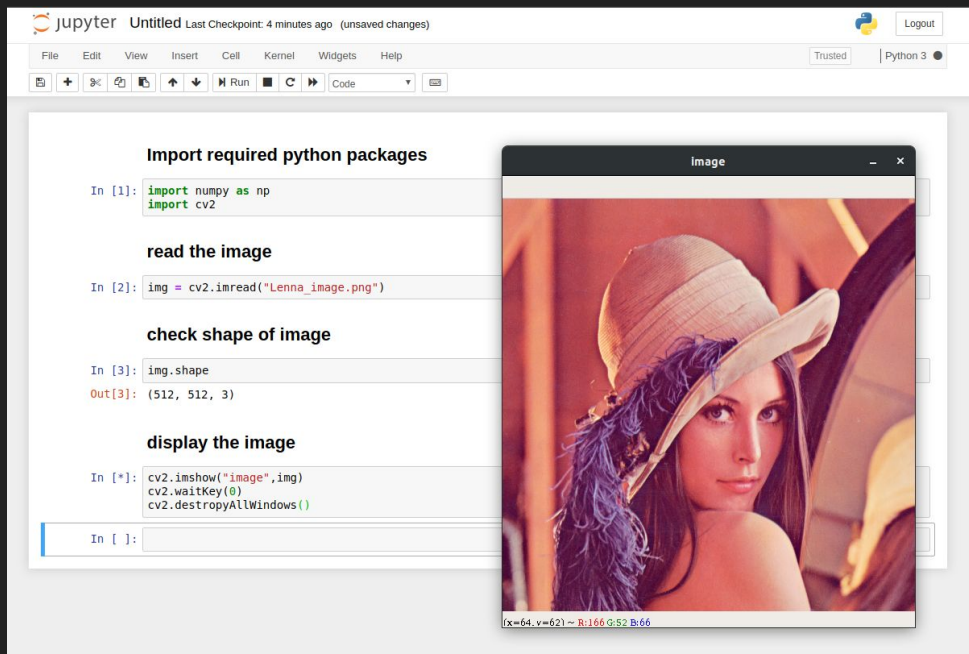 jupyter Untitled Last Checkpoint: 4 minutes ago (unsaved changes)
Logout
File Edit View Insert Cell Kernel Widgets Help
Trusted Python 3
Run Code
Import required python packages
In [1]: import numpy as np
import cv2
read the image
In [2]: img = cv2.imread("Lenna_image.png")
check shape of image
In [3]: img.shape
Out[3]: (512, 512, 3)
display the image
In [*]: cv2.imshow("image",img)
cv2.waitKey(0)
cv2.destropyAllWindows()
In [ ]:
image
(x=64, y=62) ~ R:166 G:52 B:66